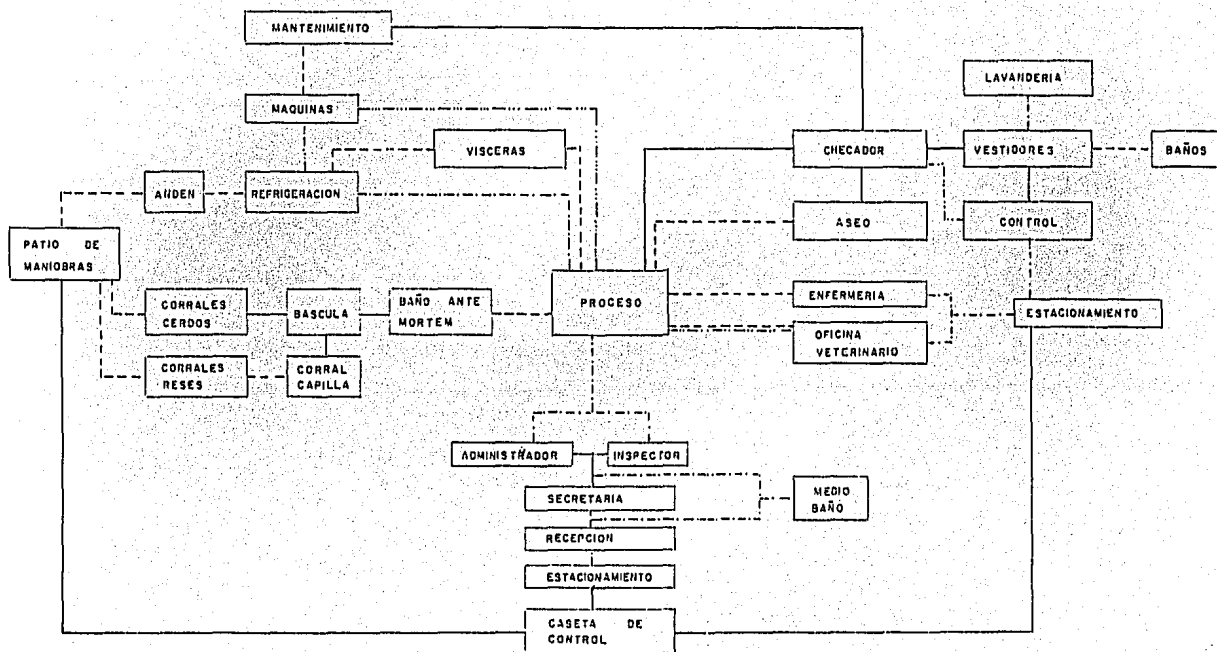 MANTENIMIENTO
LAVANDERIA
MAQUINAS
VISCERAS
CHECADOR
VESTIDORES
BAÑOS
ANDEN
REFRIGERACION
ASEO
CONTROL
PATIO DE
MANIOBRAS
CORRALES
CERDOS
BASCULA
BAÑO ANTE
MORTEM
PROCESO
ENFERMERIA
ESTACIONAMIENTO
OFICINA
VETERINARIO
CORRALES
RESES
CORRAL
CAPILLA
ADMINISTRADOR
INSPECTOR
SECRETARIA
MEDIO
BAÑO
RECEPCION
ESTACIONAMIENTO
CASETA DE
CONTROL